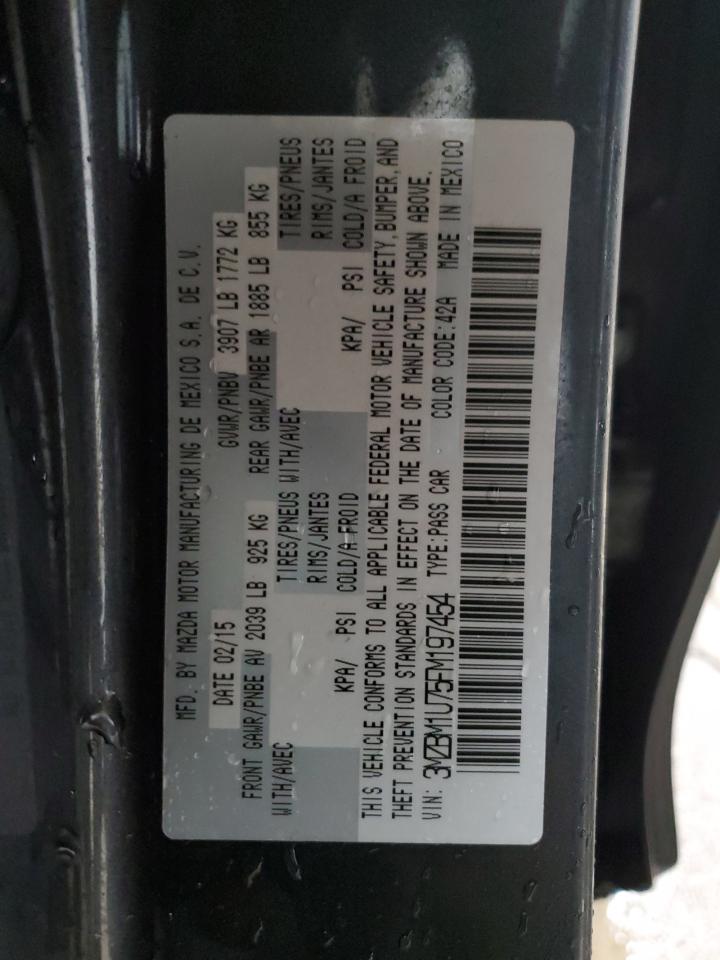 MFD. BY MAZDA MOTOR MANUFACTURING DE MEXICO S.A. DE C.V.
DATE 02/15 GVWR/PNBV 3907 LB 1772 KG
FRONT GAWR/PNBE AV 2039 LB 925 KG REAR GAWR/PNBE AR 1885 LB 855 KG
WITH/AVEC TIRES/PNEUS WITH/AVEC TIRES/PNEUS
RIMS/JANTES RIMS/JANTES
KPA/ PSI COLD/A FROID KPA/ PSI COLD/A FROID
THIS VEHICLE CONFORMS TO ALL APPLICABLE FEDERAL MOTOR VEHICLE SAFETY, BUMPER, AND
THEFT PREVENTION STANDARDS IN EFFECT ON THE DATE OF MANUFACTURE SHOWN ABOVE.
VIN: 3MZBM1U75FM197454 TYPE:PASS CAR COLOR CODE:42A MADE IN MEXICO